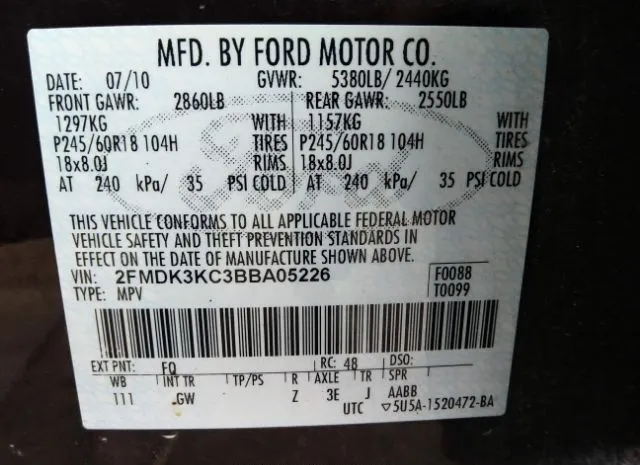 MFD. BY FORD MOTOR CO.
DATE: 07/10 GVWR: 5380LB/ 2440KG
FRONT GAWR: 2860LB REAR GAWR: 2550LB
1297KG WITH 1157KG WITH
P245/60R18 104H TIRES P245/60R18 104H TIRES
18x8.0J RIMS 18x8.0J RIMS
AT 240 kPa/ 35 PSI COLD AT 240 kPa/ 35 PSI COLD
THIS VEHICLE CONFORMS TO ALL APPLICABLE FEDERAL MOTOR
VEHICLE SAFETY AND THEFT PREVENTION STANDARDS IN
EFFECT ON THE DATE OF MANUFACTURE SHOWN ABOVE.
VIN: 2FMDK3KC3BBA05226 F0088
TYPE: MPV T0099
EXT PNT: FQ RC: 48 DSO:
WB INT TR TP/PS R AXLE TR SPR
111 GW Z 3E J AABB
UTC ▽5U5A-1520472-BA
Ford